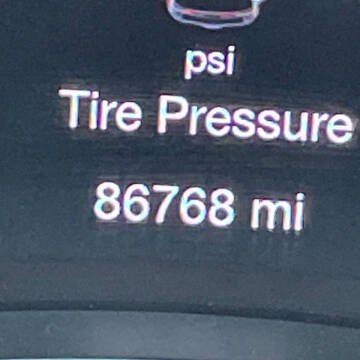 psi
Tire Pressure
86768 mi